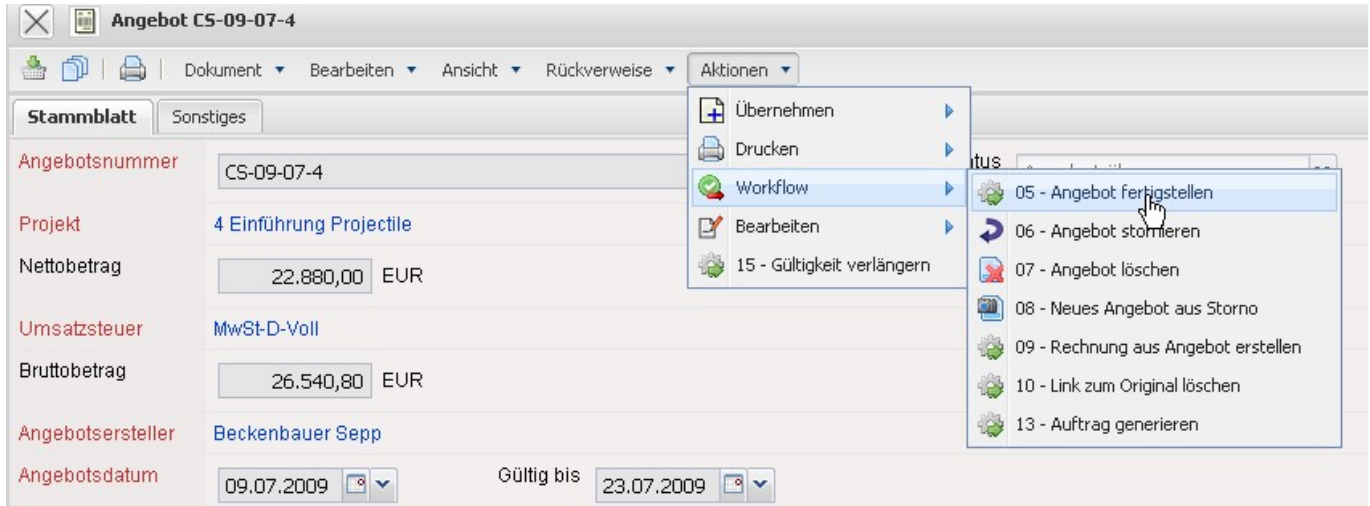 Angebot CS-09-07-4
Dokument Bearbeiten Ansicht Rückverweise Aktionen
Stammblatt Sonstiges
Übernehmen
Drucken
Workflow
Bearbeiten
15 - Gültigkeit verlängern
05 - Angebot fertigstellen
06 - Angebot stornieren
07 - Angebot löschen
08 - Neues Angebot aus Storno
09 - Rechnung aus Angebot erstellen
10 - Link zum Original löschen
13 - Auftrag generieren
Angebotsnummer CS-09-07-4
Projekt 4 Einführung Projectile
Nettobetrag 22.880,00 EUR
Umsatzsteuer MwSt-D-Voll
Bruttobetrag 26.540,80 EUR
Angebotsersteller Beckenbauer Sepp
Angebotsdatum 09.07.2009 Gültig bis 23.07.2009